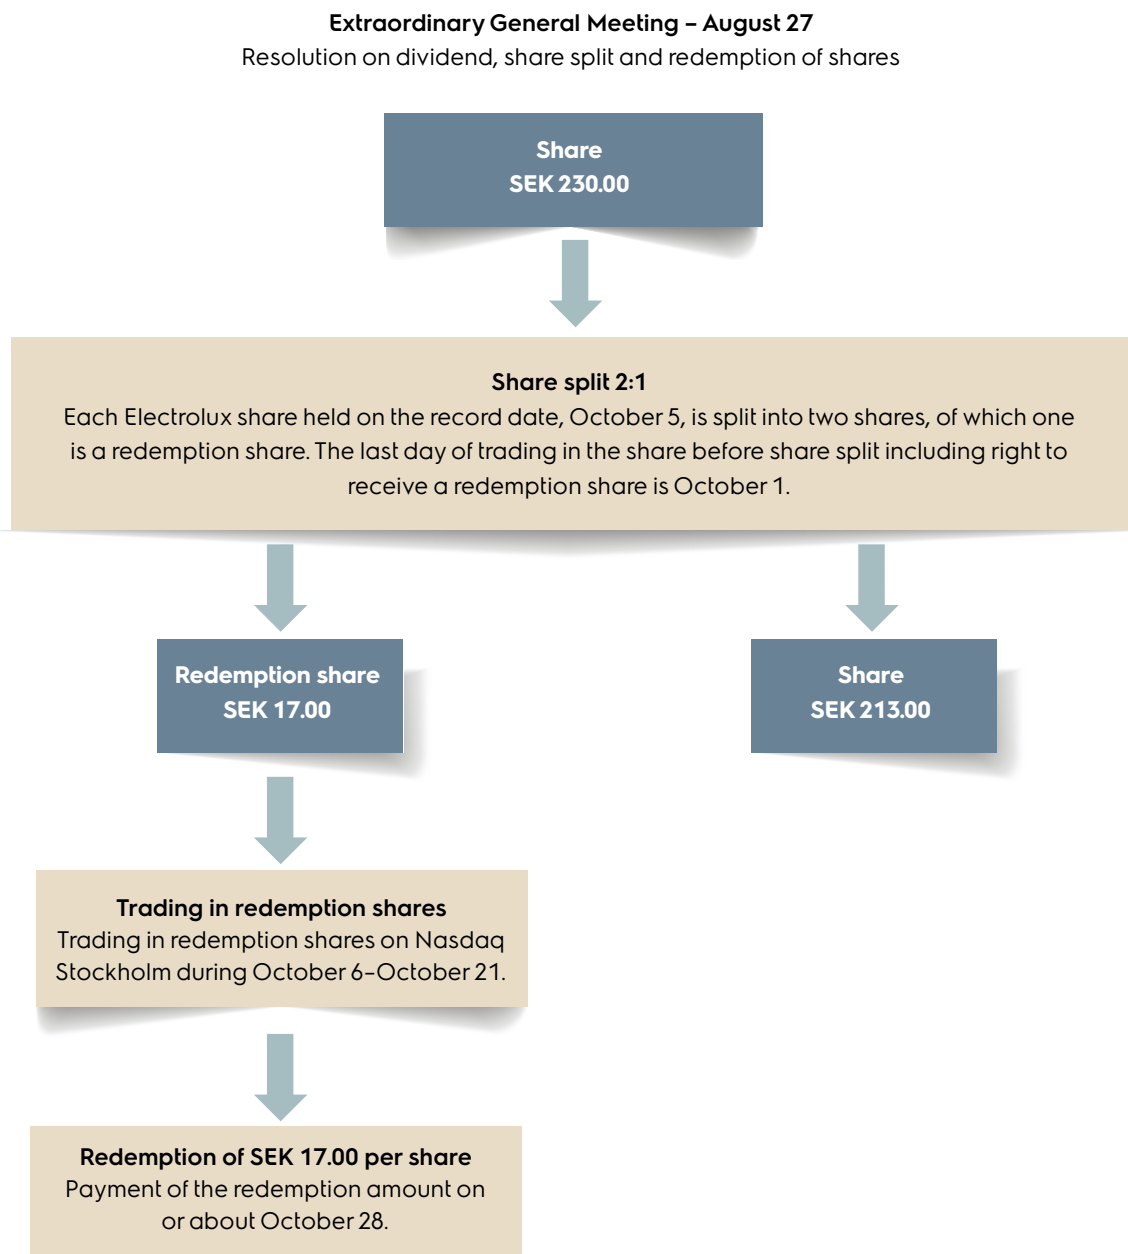 Extraordinary General Meeting – August 27
Resolution on dividend, share split and redemption of shares
Share
SEK 230.00
Share split 2:1
Each Electrolux share held on the record date, October 5, is split into two shares, of which one
is a redemption share. The last day of trading in the share before share split including right to
receive a redemption share is October 1.
Redemption share
SEK 17.00
Share
SEK 213.00
Trading in redemption shares
Trading in redemption shares on Nasdaq
Stockholm during October 6–October 21.
Redemption of SEK 17.00 per share
Payment of the redemption amount on
or about October 28.